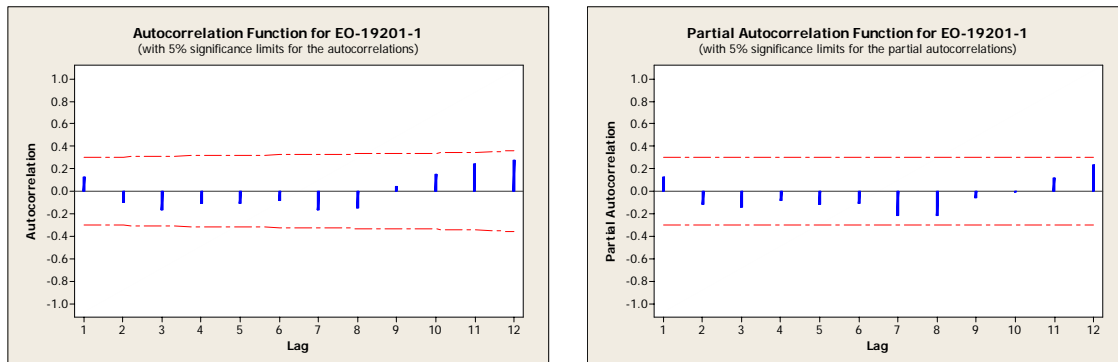 Autocorrelation Function for EO-19201-1
(with 5% significance limits for the autocorrelations)
1.0
0.8
0.6
0.4
0.2
0.0
-0.2
-0.4
-0.6
-0.8
-1.0
Autocorrelation
1 2 3 4 5 6 7 8 9 10 11 12
Lag
Partial Autocorrelation Function for EO-19201-1
(with 5% significance limits for the partial autocorrelations)
1.0
0.8
0.6
0.4
0.2
0.0
-0.2
-0.4
-0.6
-0.8
-1.0
Partial Autocorrelation
1 2 3 4 5 6 7 8 9 10 11 12
Lag